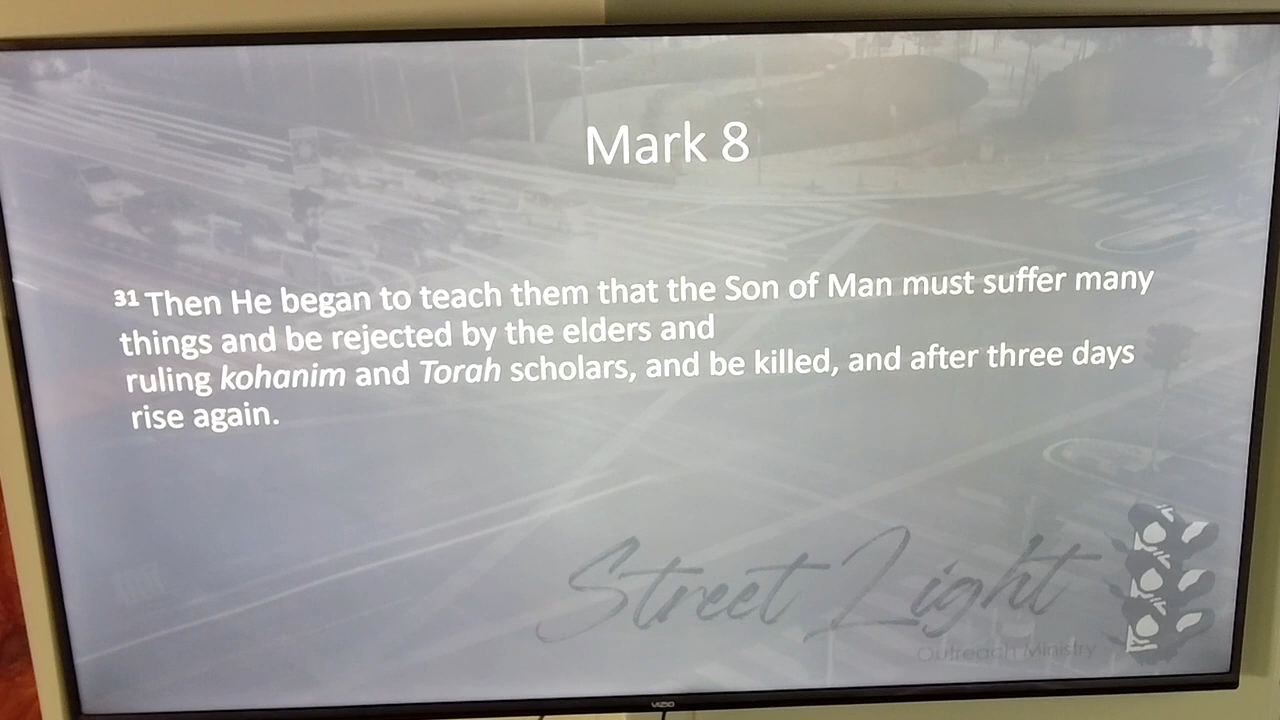 Mark 8
31 Then He began to teach them that the Son of Man must suffer many
things and be rejected by the elders and
ruling kohanim and Torah scholars, and be killed, and after three days
rise again.
Street Light
Outreach Ministry
VIZIO